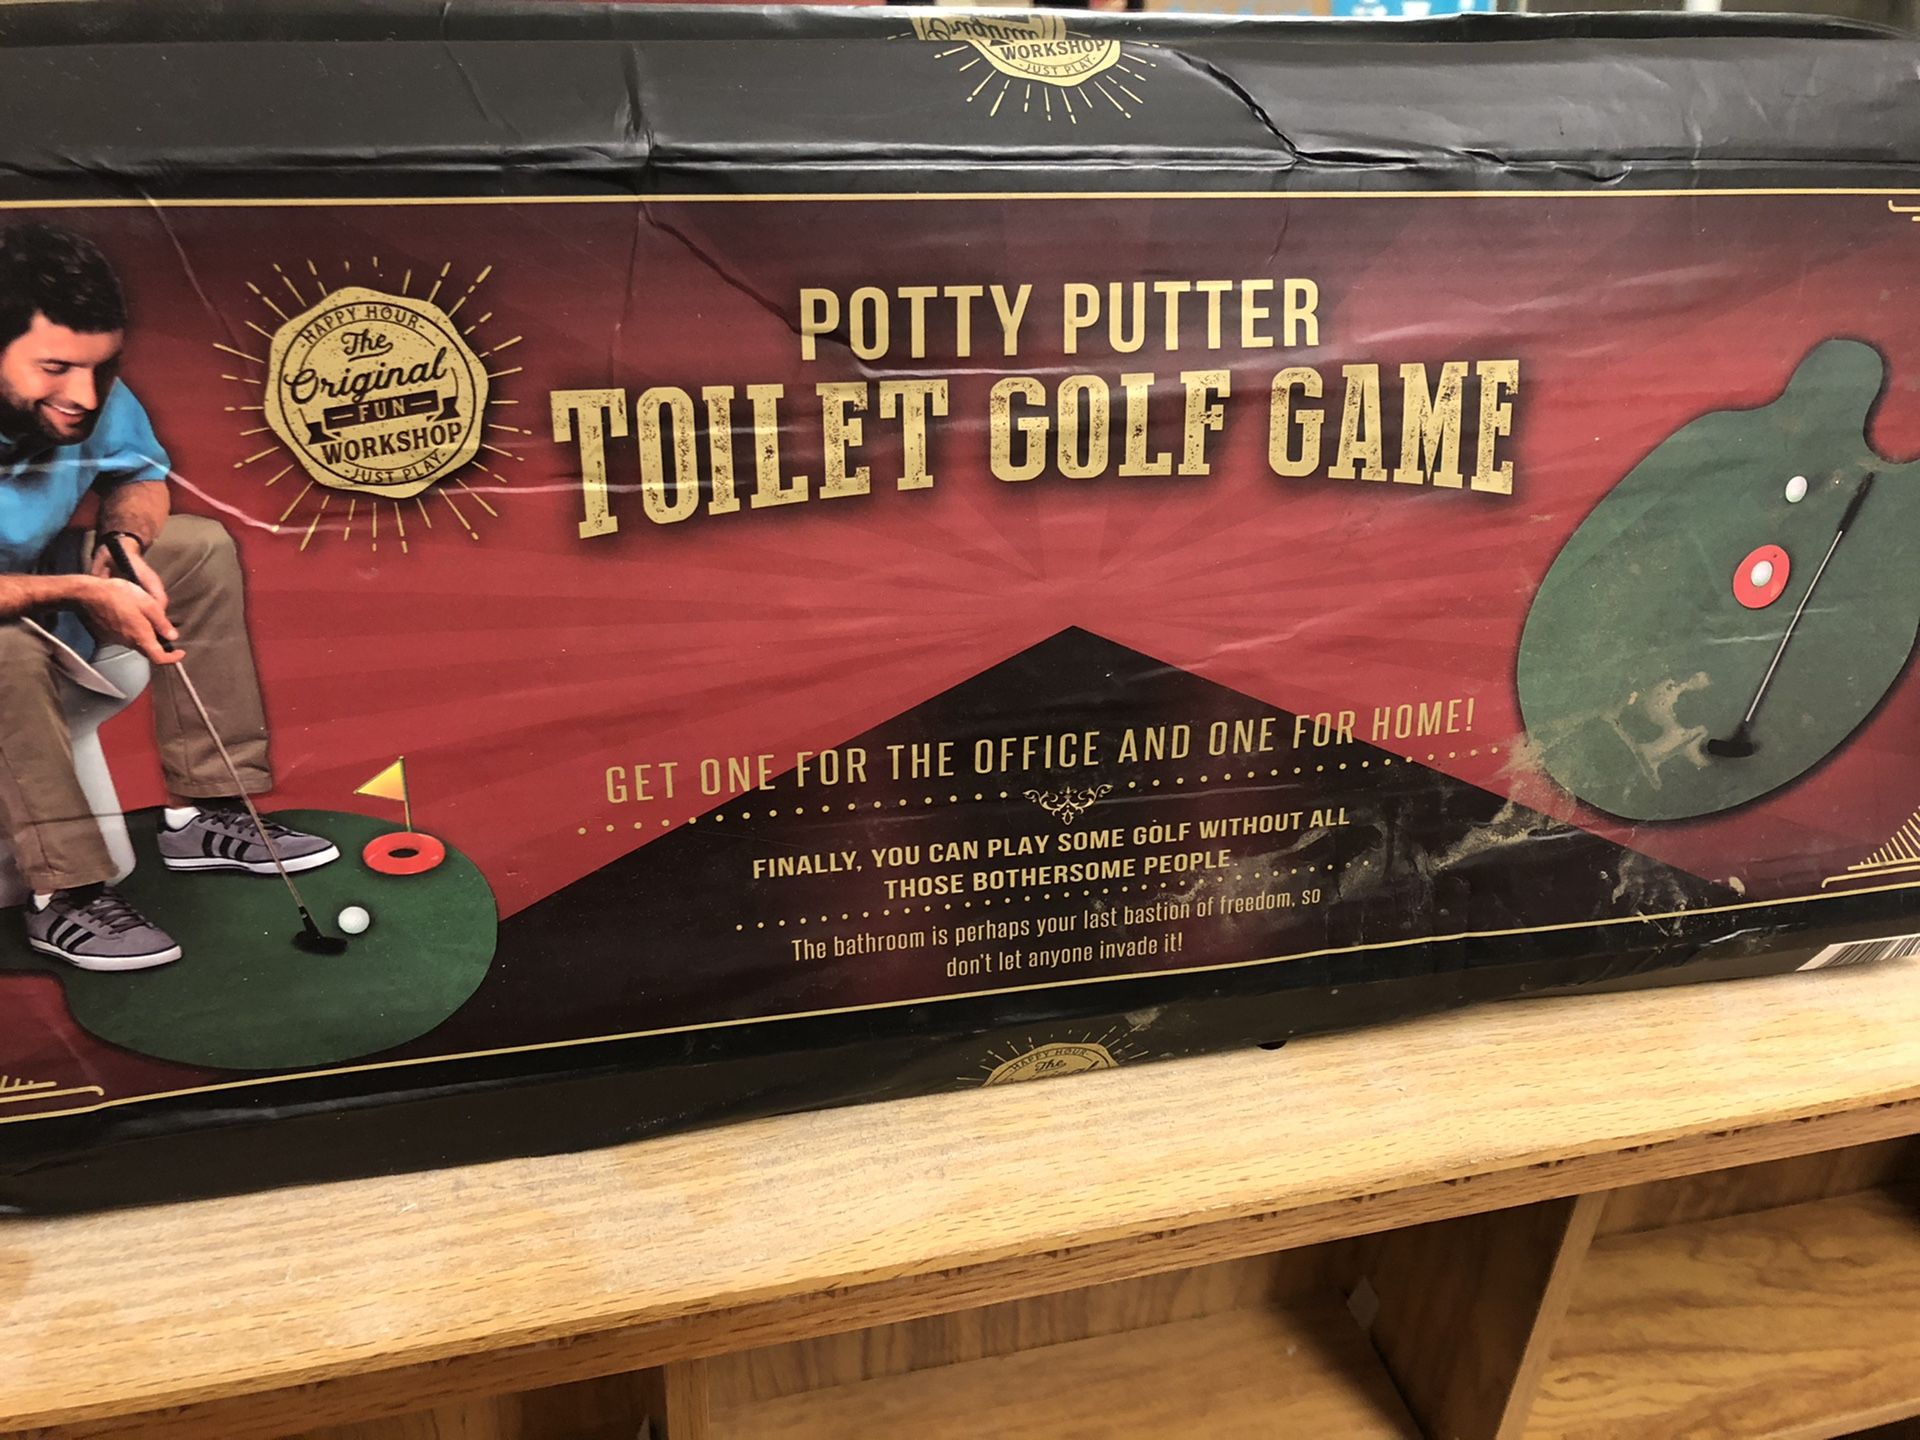 WORKSHOP
JUST PLAY
HAPPY HOUR
The
Original
FUN
WORKSHOP
JUST PLAY
POTTY PUTTER
TOILET GOLF GAME
GET ONE FOR THE OFFICE AND ONE FOR HOME!
FINALLY, YOU CAN PLAY SOME GOLF WITHOUT ALL
THOSE BOTHERSOME PEOPLE.
The bathroom is perhaps your last bastion of freedom, so
don't let anyone invade it!
HAPPY HOUR
The